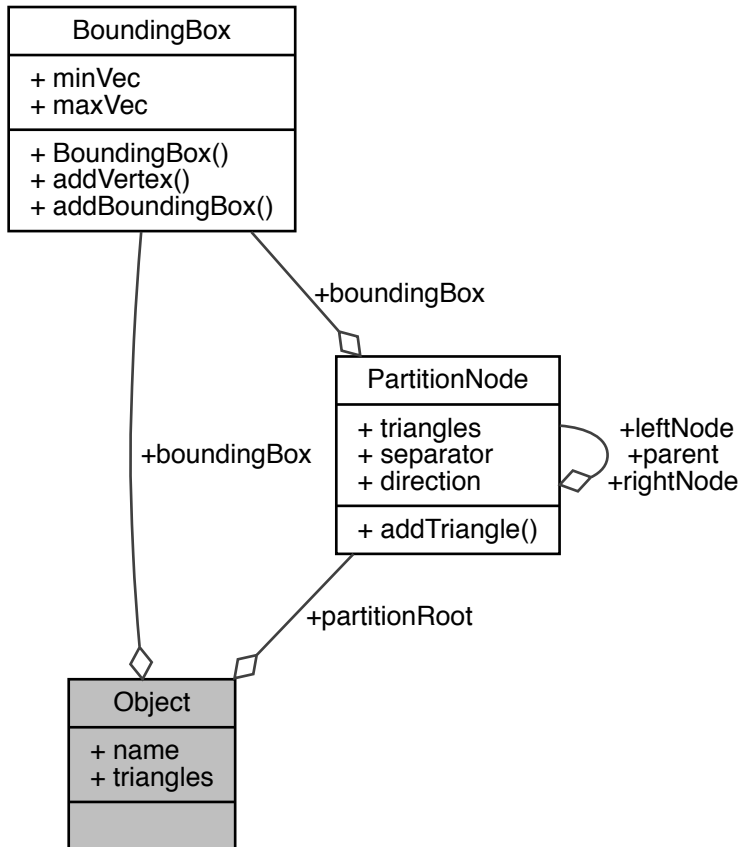 BoundingBox
+ minVec
+ maxVec
+ BoundingBox()
+ addVertex()
+ addBoundingBox()
+boundingBox
PartitionNode
+ triangles
+ separator
+ direction
+ addTriangle()
+leftNode
+parent
+rightNode
+boundingBox
+partitionRoot
Object
+ name
+ triangles